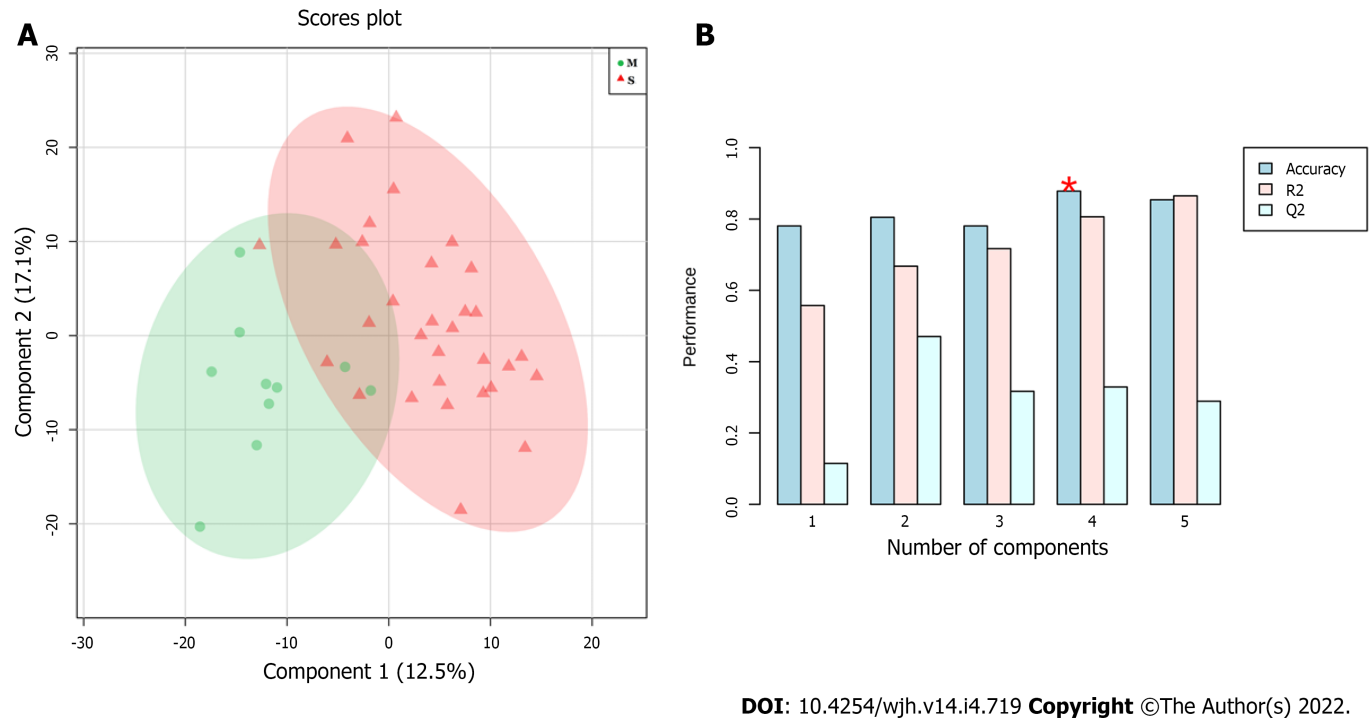 A
Scores plot
M
S
30
20
10
0
-10
-20
-30
-20
-10
0
10
20
Component 2 (17.1%)
Component 1 (12.5%)
B
1.0
0.8
0.6
0.4
0.2
0.0
Performance
1
2
3
4
5
Number of components
*
Accuracy
R2
Q2
DOI: 10.4254/wjh.v14.i4.719 Copyright ©The Author(s) 2022.